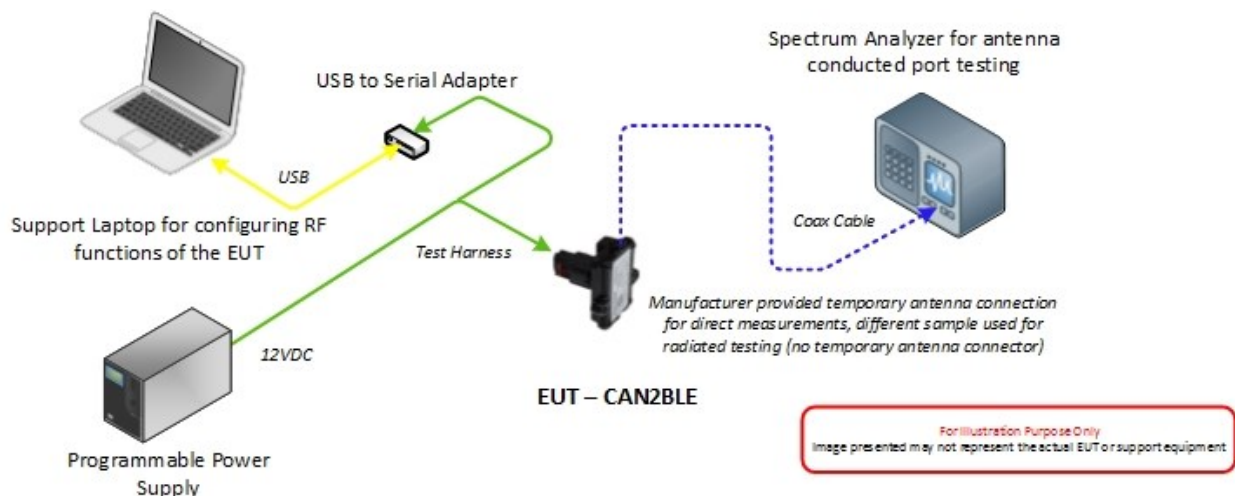 Spectrum Analyzer for antenna
conducted port testing
USB to Serial Adapter
USB
Support Laptop for configuring RF
functions of the EUT
Coax Cable
Test Harness
Manufacturer provided temporary antenna connection
for direct measurements, different sample used for
radiated testing (no temporary antenna connector)
12VDC
EUT – CAN2BLE
For Illustration Purpose Only
Image presented may not represent the actual EUT or support equipment
Programmable Power
Supply